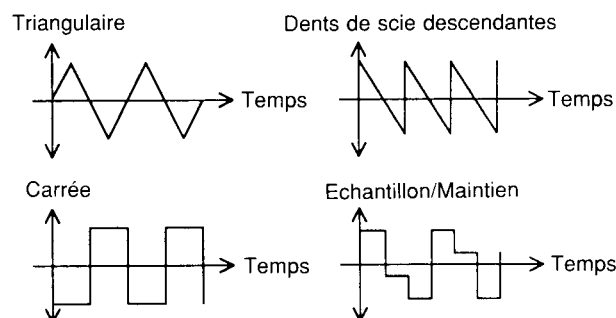 Triangulaire
Dents de scie descendantes
Temps
Temps
Carrée
Echantillon/Maintien
Temps
Temps